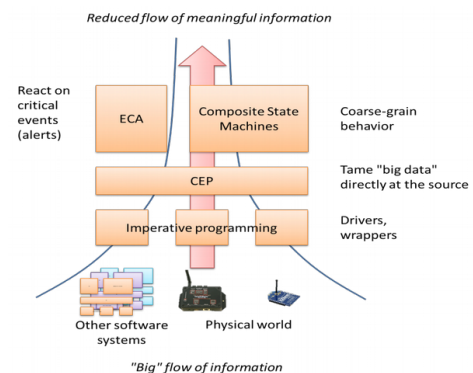 Reduced flow of meaningful information
React on
critical
events
(alerts)
ECA
Composite State
Machines
Coarse-grain
behavior
CEP
Tame "big data"
directly at the source
Imperative programming
Drivers,
wrappers
Other software
systems
Physical world
"Big" flow of information